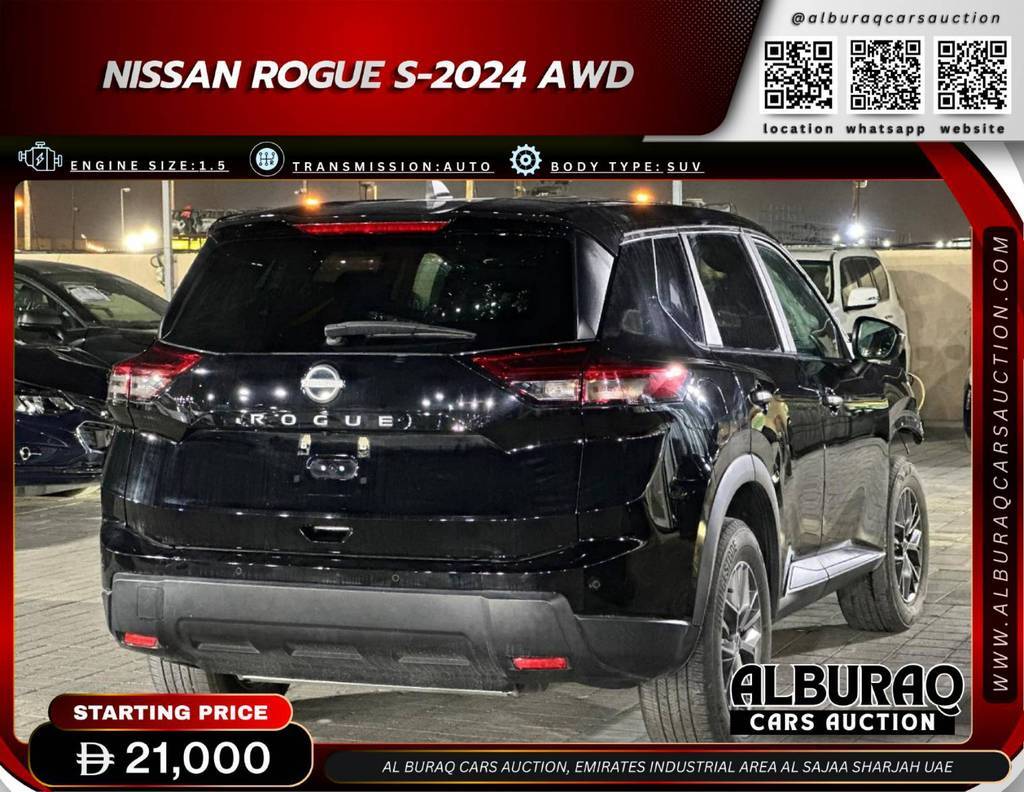 @alburaqcarsauction
NISSAN ROGUE S-2024 AWD
location whatsapp website
ENGINE SIZE:1.5 TRANSMISSION:AUTO BODY TYPE: SUV
ROGUE
WWW.ALBURAQCARSAUCTION.COM
ALBURAQ
CARS AUCTION
STARTING PRICE
21,000
AL BURAQ CARS AUCTION, EMIRATES INDUSTRIAL AREA AL SAJAA SHARJAH UAE